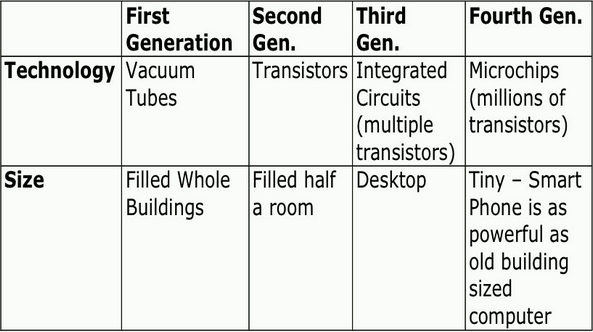 First
Generation
Second
Gen.
Third
Gen.
Fourth Gen.
Technology
Vacuum
Tubes
Transistors
Integrated
Circuits
(multiple
transistors)
Microchips
(millions of
transistors)
Size
Filled Whole
Buildings
Filled half
a room
Desktop
Tiny – Smart
Phone is as
powerful as
old building
sized
computer